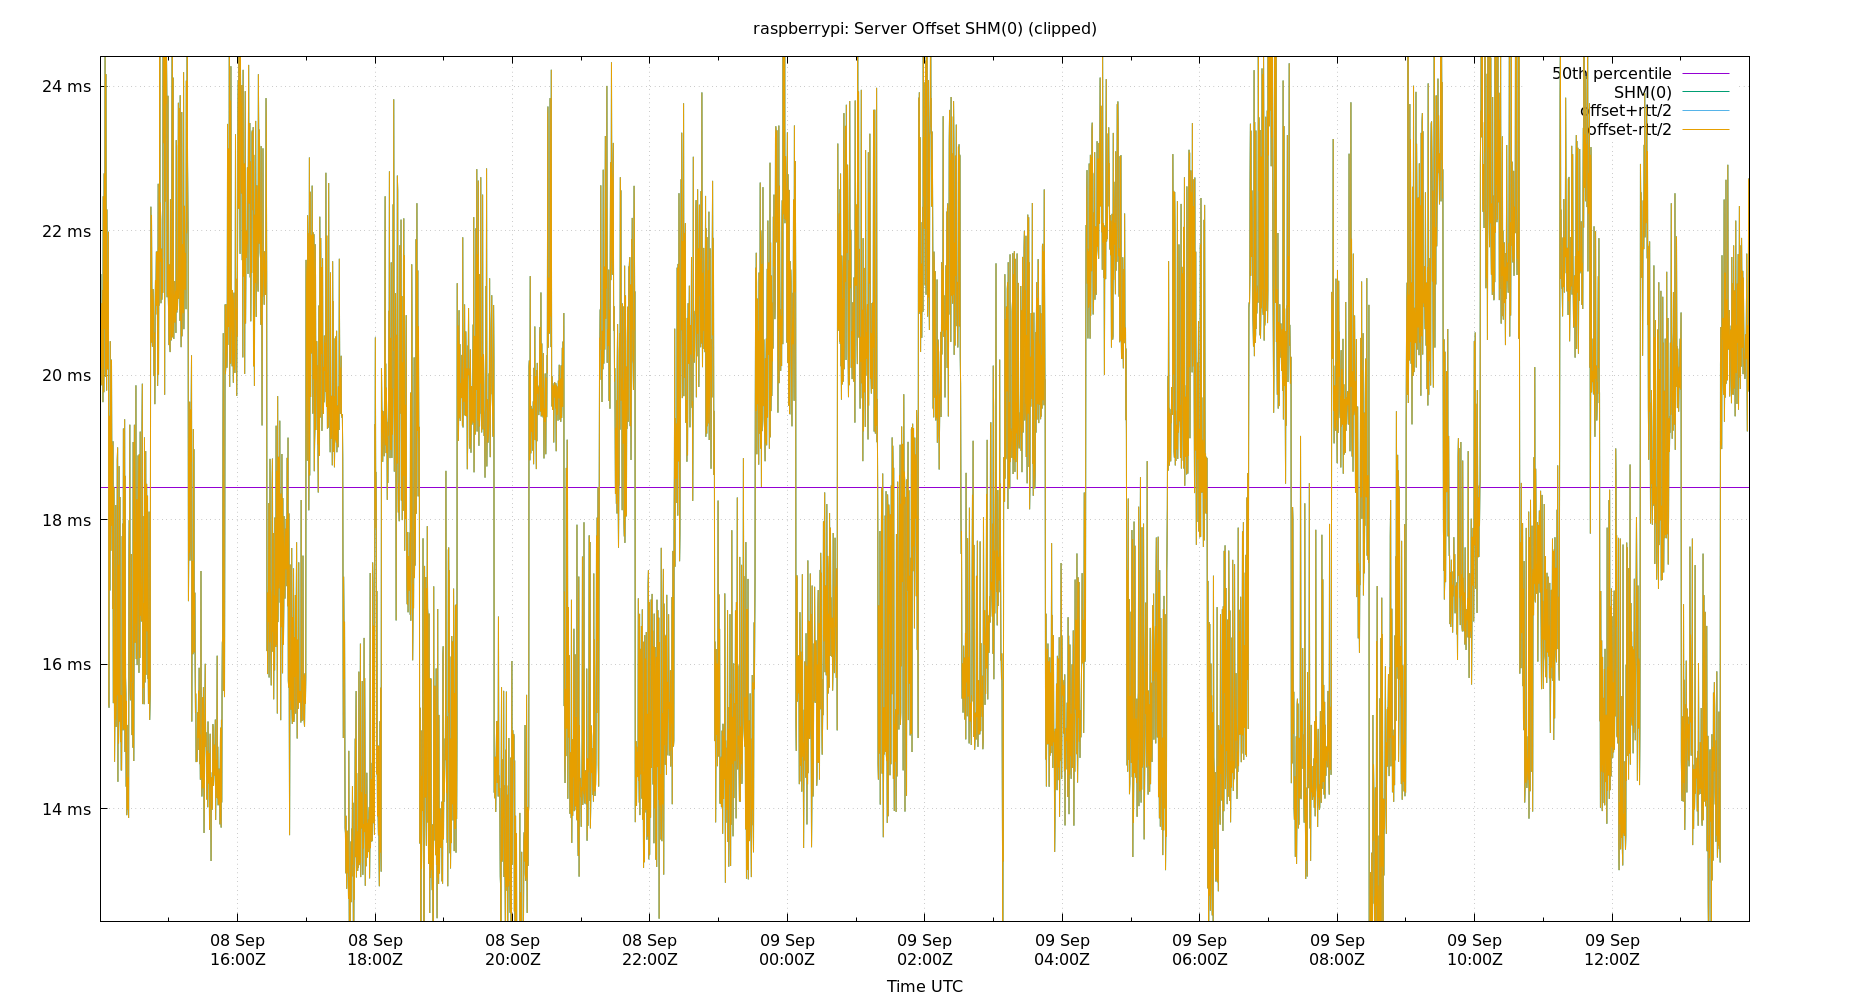 raspberrypi: Server Offset SHM(0) (clipped)
50th percentile
SHM(0)
offset+rtt/2
offset-rtt/2
24 ms
22 ms
20 ms
18 ms
16 ms
14 ms
08 Sep 08 Sep 08 Sep 08 Sep 09 Sep 09 Sep 09 Sep 09 Sep 09 Sep 09 Sep 09 Sep
16:00Z 18:00Z 20:00Z 22:00Z 00:00Z 02:00Z 04:00Z 06:00Z 08:00Z 10:00Z 12:00Z
Time UTC